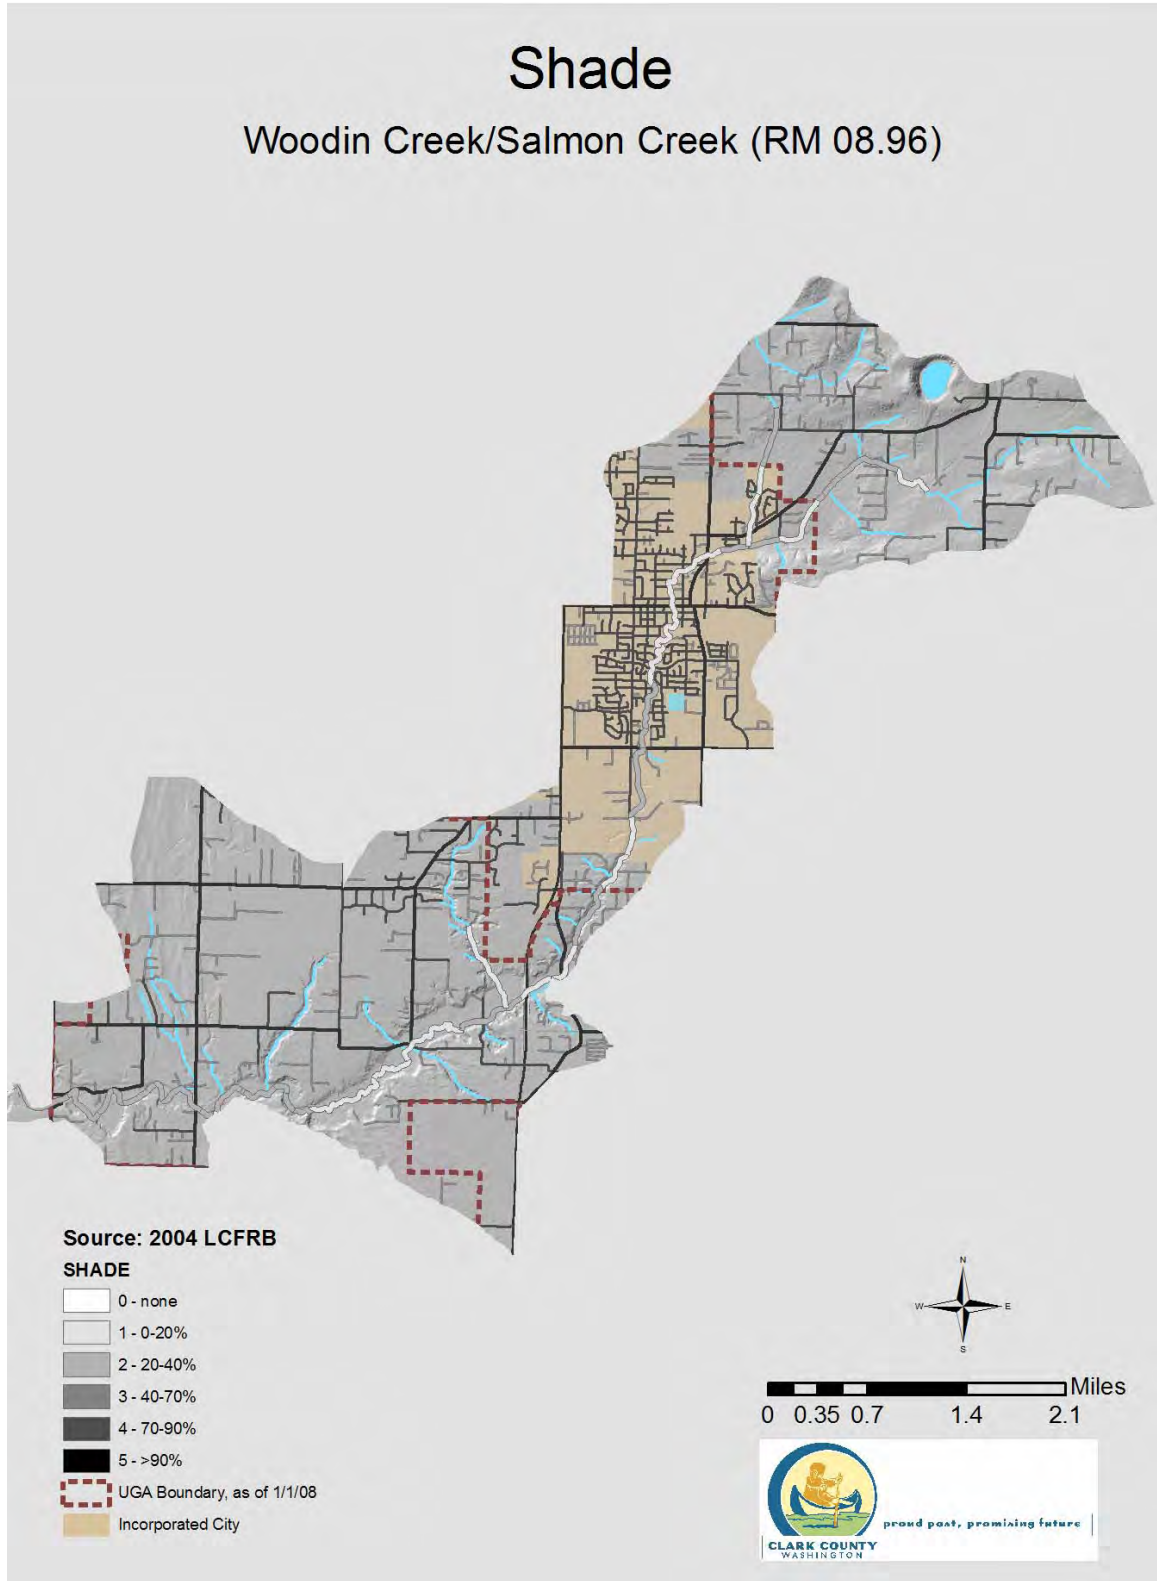 Shade
Woodin Creek/Salmon Creek (RM 08.96)
Source: 2004 LCFRB
SHADE
0 - none
1 - 0-20%
2 - 20-40%
3 - 40-70%
4 - 70-90%
5 - >90%
UGA Boundary, as of 1/1/08
Incorporated City
N
W E
S
Miles
0 0.35 0.7 1.4 2.1
proud past, promising future
CLARK COUNTY
WASHINGTON